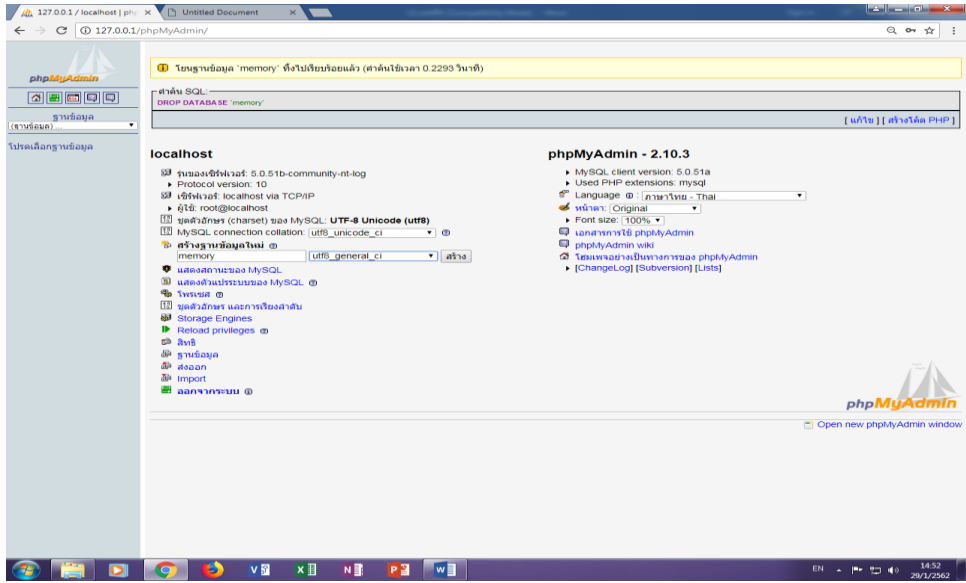 127.0.0.1 / localhost | php
Untitled Document
127.0.0.1/phpMyAdmin/
phpMyAdmin
ฐานข้อมูล
(ฐานข้อมูล) ...
โปรดเลือกฐานข้อมูล
โยนฐานข้อมูล `memory` ทิ้งไปเรียบร้อยแล้ว (คำค้นใช้เวลา 0.2293 วินาที)
คำค้น SQL:
DROP DATABASE `memory`
[ แก้ไข ] [ สร้างโค้ด PHP ]
localhost
รุ่นของเซิร์ฟเวอร์: 5.0.51b-community-nt-log
Protocol version: 10
เซิร์ฟเวอร์: localhost via TCP/IP
ผู้ใช้: root@localhost
ชุดตัวอักษร (charset) ของ MySQL: UTF-8 Unicode (utf8)
MySQL connection collation: utf8_unicode_ci
สร้างฐานข้อมูลใหม่
memory utf8_general_ci สร้าง
แสดงสถานะของ MySQL
แสดงตัวแปรระบบของ MySQL
โพรเซส
ชุดตัวอักษร และการเรียงลำดับ
Storage Engines
Reload privileges
สิทธิ
ฐานข้อมูล
ส่งออก
Import
ออกจากระบบ
phpMyAdmin - 2.10.3
MySQL client version: 5.0.51a
Used PHP extensions: mysql
Language : ภาษาไทย - Thai
หน้าตา: Original
Font size: 100%
เอกสารการใช้ phpMyAdmin
phpMyAdmin wiki
โฮมเพจอย่างเป็นทางการของ phpMyAdmin
[ChangeLog] [Subversion] [Lists]
phpMyAdmin
Open new phpMyAdmin window
EN
14:52
29/1/2562